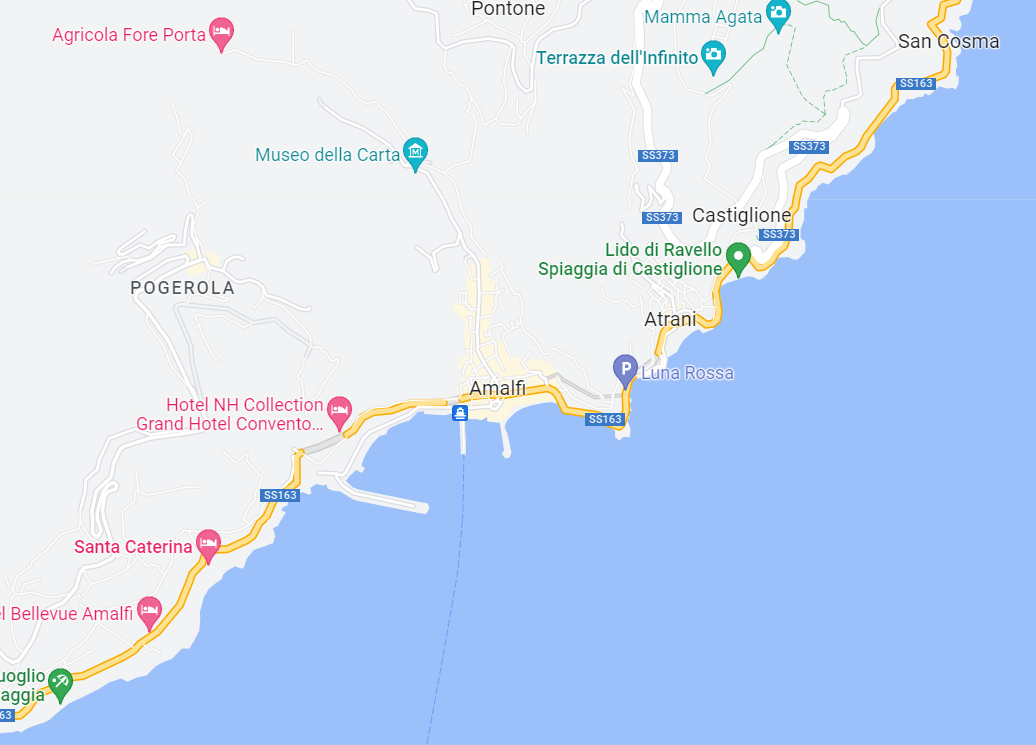 Pontone
Mamma Agata
Agricola Fore Porta
San Cosma
Terrazza dell'Infinito
SS163
SS373
Museo della Carta
SS373
SS373
Castiglione
SS373
Lido di Ravello
Spiaggia di Castiglione
POGEROLA
Atrani
P
Luna Rossa
Amalfi
Hotel NH Collection
Grand Hotel Convento...
SS163
SS163
Santa Caterina
el Bellevue Amalfi
uoglio
aggia
63